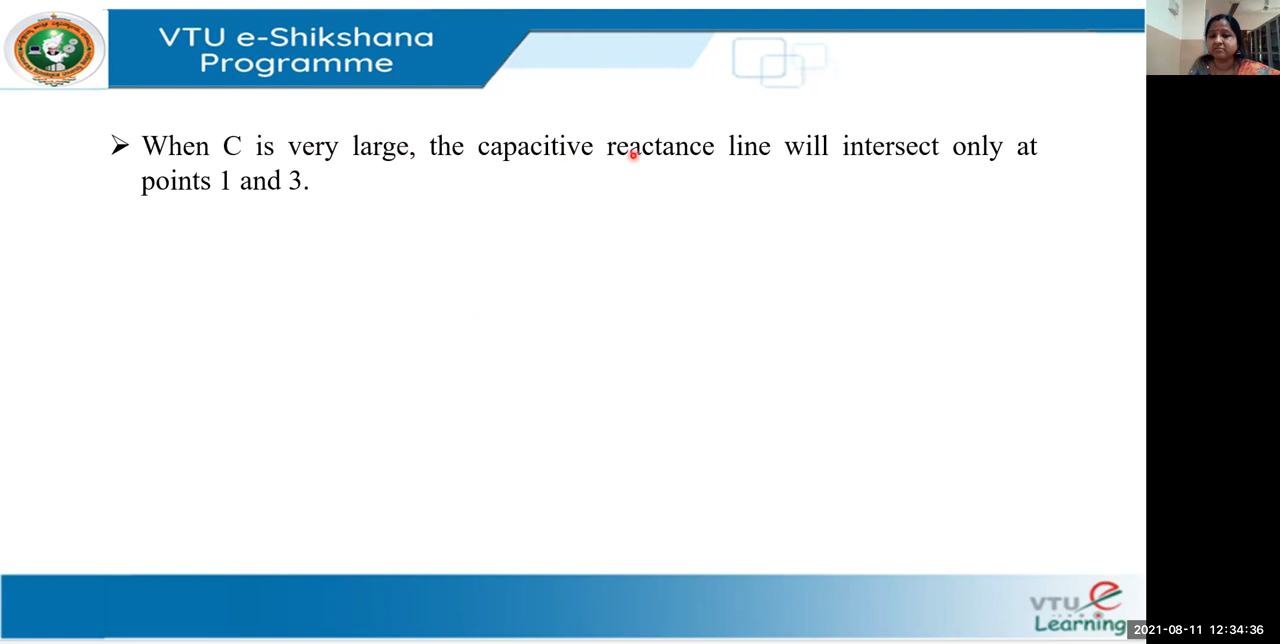 VTU e-Shikshana
Programme
➢ When C is very large, the capacitive reactance line will intersect only at
points 1 and 3.
VTU e
Learning
2021-08-11 12:34:36